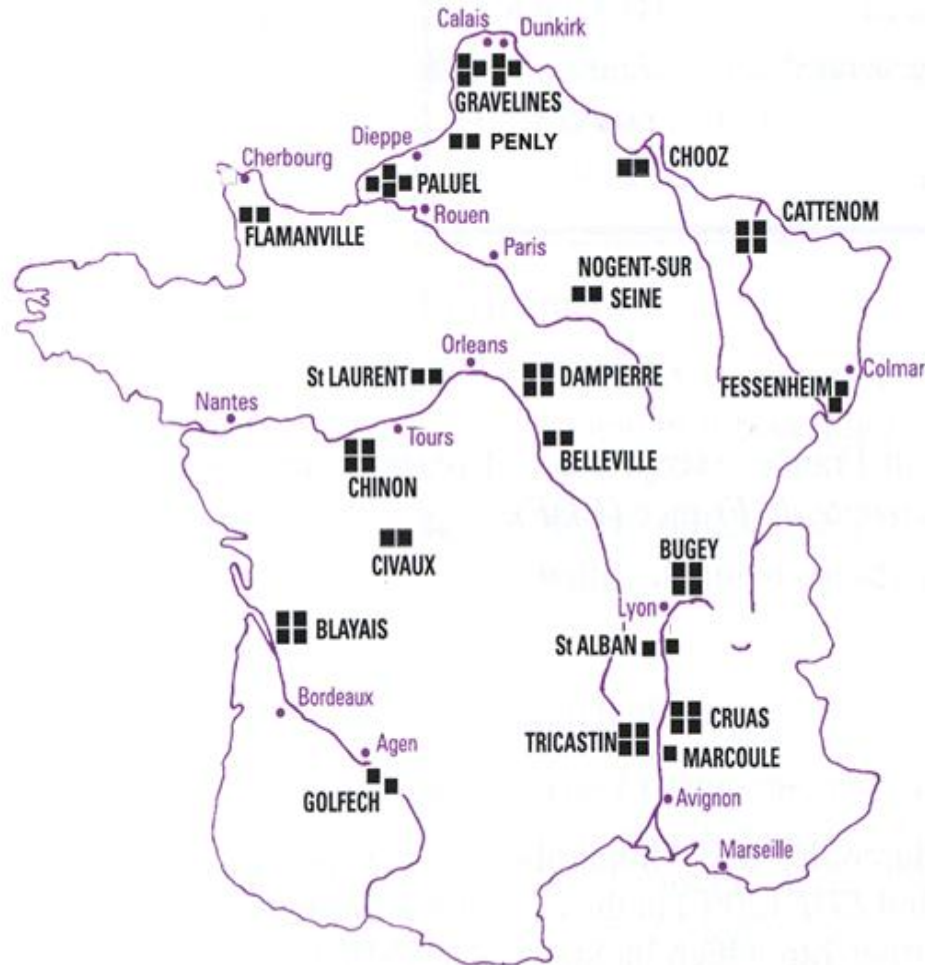 Calais
Dunkirk
GRAVELINES
Dieppe
PENLY
CHOOZ
Cherbourg
PALUEL
CATTENOM
Rouen
FLAMANVILLE
Paris
NOGENT-SUR
SEINE
Orleans
St LAURENT
DAMPIERRE
Colmar
FESSENHEIM
Nantes
Tours
BELLEVILLE
CHINON
CIVAUX
BUGEY
Lyon
BLAYAIS
St ALBAN
Bordeaux
CRUAS
TRICASTIN
Agen
MARCOULE
GOLFECH
Avignon
Marseille